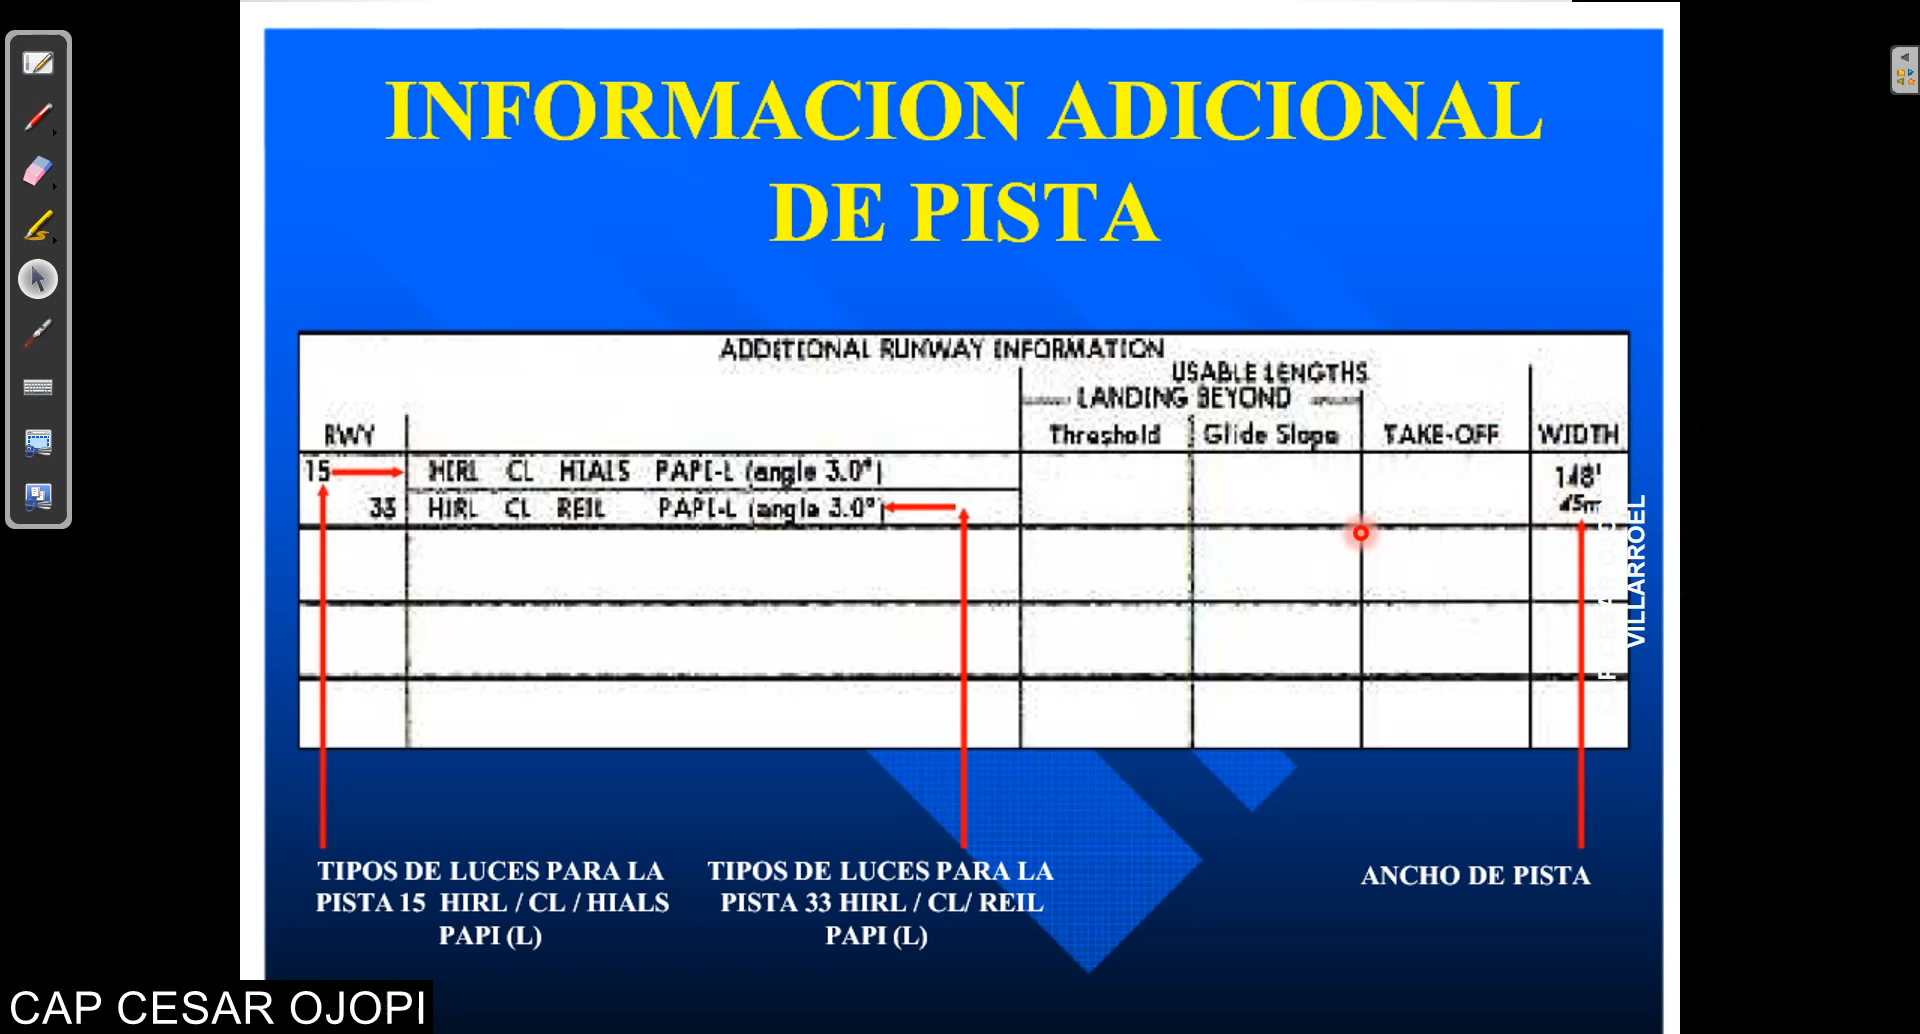 INFORMACION ADICIONAL
DE PISTA
ADDITIONAL RUNWAY INFORMATION
USABLE LENGTHS
LANDING BEYOND
RWY Threshold Glide Slope TAKE-OFF WIDTH
15 HIRL CL HIALS PAPI-L (angle 3.0°) 148'
33 HIRL CL REIL PAPI-L (angle 3.0°) 45m
VILLARROEL
TIPOS DE LUCES PARA LA
PISTA 15 HIRL / CL / HIALS
PAPI (L)
TIPOS DE LUCES PARA LA
PISTA 33 HIRL / CL/ REIL
PAPI (L)
ANCHO DE PISTA
CAP CESAR OJOPI